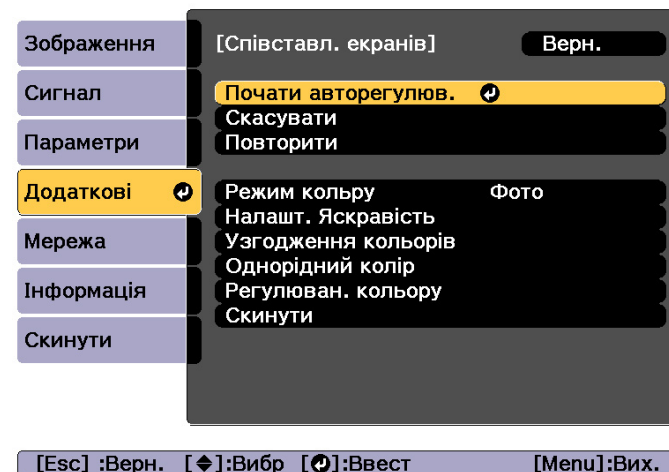 Зображення
Сигнал
Параметри
Додаткові
Мережа
Інформація
Скинути
[Співставл. екранів] Верн.
Почати авторегулюв.
Скасувати
Повторити
Режим кольру Фото
Налашт. Яскравість
Узгодження кольорів
Однорідний колір
Регулюван. кольору
Скинути
[Esc] :Верн. [◆]:Вибр [↵]:Ввест [Menu]:Вих.